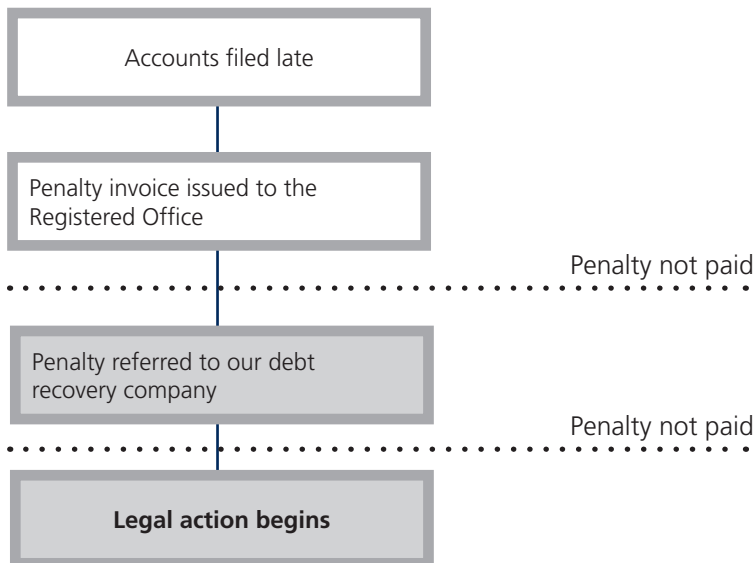 Accounts filed late
Penalty invoice issued to the
Registered Office
Penalty not paid
Penalty referred to our debt
recovery company
Penalty not paid
Legal action begins